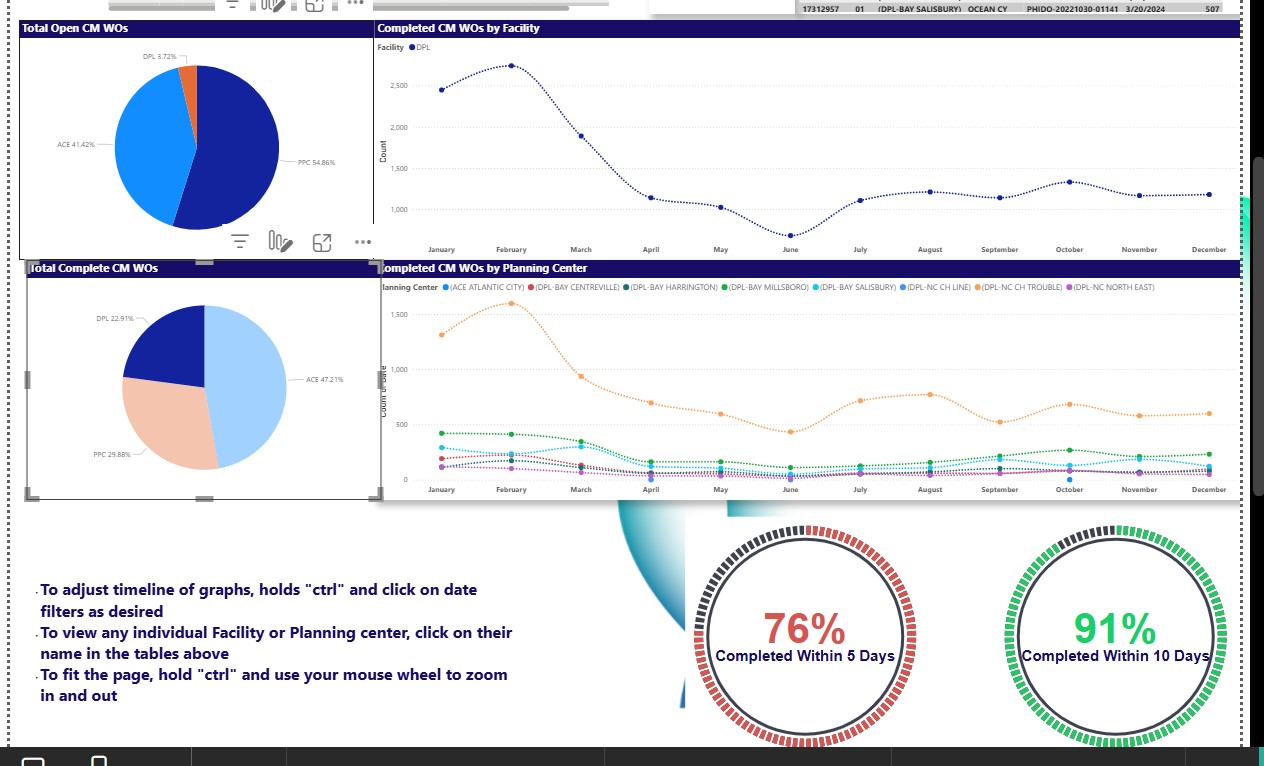 17312957 01 (DPL-BAY SALISBURY) OCEAN CY PHIDO-20221030-01141 3/20/2024 507
Total Open CM WOs
DPL 3.72%
ACE 41.42%
PPC 54.86%
Completed CM WOs by Facility
Facility DPL
2,500
2,000
1,500
1,000
Count
January February March April May June July August September October November December
Total Complete CM WOs
DPL 22.91%
ACE 47.21%
PPC 29.88%
ompleted CM WOs by Planning Center
lanning Center (ACE ATLANTIC CITY) (DPL-BAY CENTREVILLE) (DPL-BAY HARRINGTON) (DPL-BAY MILLSBORO) (DPL-BAY SALISBURY) (DPL-NC CH LINE) (DPL-NC CH TROUBLE) (DPL-NC NORTH EAST)
1,500
1,000
500
0
Count of Date
January February March April May June July August September October November December
· To adjust timeline of graphs, holds "ctrl" and click on date
filters as desired
· To view any individual Facility or Planning center, click on their
name in the tables above
· To fit the page, hold "ctrl" and use your mouse wheel to zoom
in and out
76%
Completed Within 5 Days
91%
Completed Within 10 Days